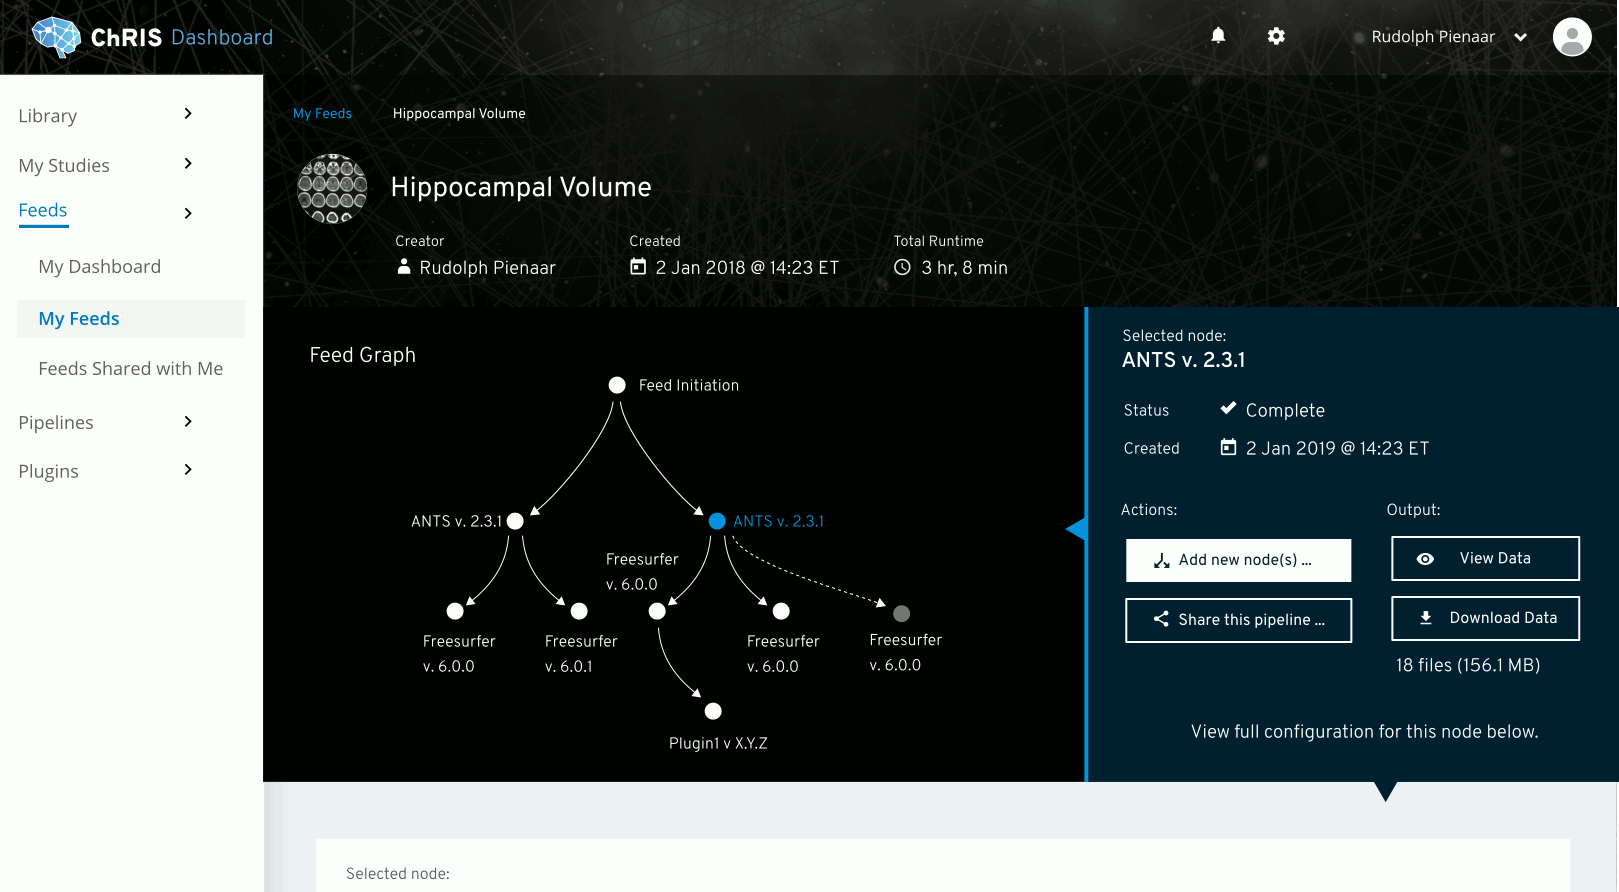 ChRIS Dashboard
Rudolph Pienaar
Library
My Studies
Feeds
My Dashboard
My Feeds
Feeds Shared with Me
Pipelines
Plugins
My Feeds
Hippocampal Volume
Hippocampal Volume
Creator
Rudolph Pienaar
Created
2 Jan 2018 @ 14:23 ET
Total Runtime
3 hr, 8 min
Feed Graph
Feed Initiation
ANTS v. 2.3.1
ANTS v. 2.3.1
Freesurfer
v. 6.0.0
Freesurfer
v. 6.0.0
Freesurfer
v. 6.0.1
Freesurfer
v. 6.0.0
Freesurfer
v. 6.0.0
Plugin1 v X.Y.Z
Selected node:
ANTS v. 2.3.1
Status
Complete
Created
2 Jan 2019 @ 14:23 ET
Actions:
Add new node(s) ...
Share this pipeline ...
Output:
View Data
Download Data
18 files (156.1 MB)
View full configuration for this node below.
Selected node: